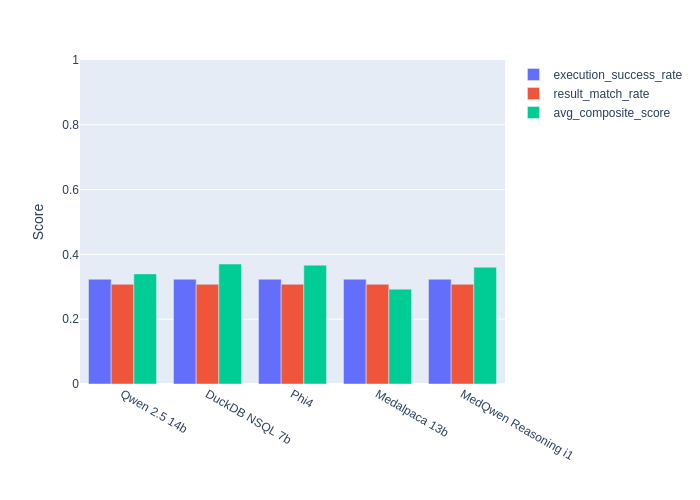 1
0.8
0.6
0.4
0.2
0
Score
Qwen 2.5 14b
DuckDB NSQL 7b
Phi4
Medalpaca 13b
MedQwen Reasoning i1
execution_success_rate
result_match_rate
avg_composite_score